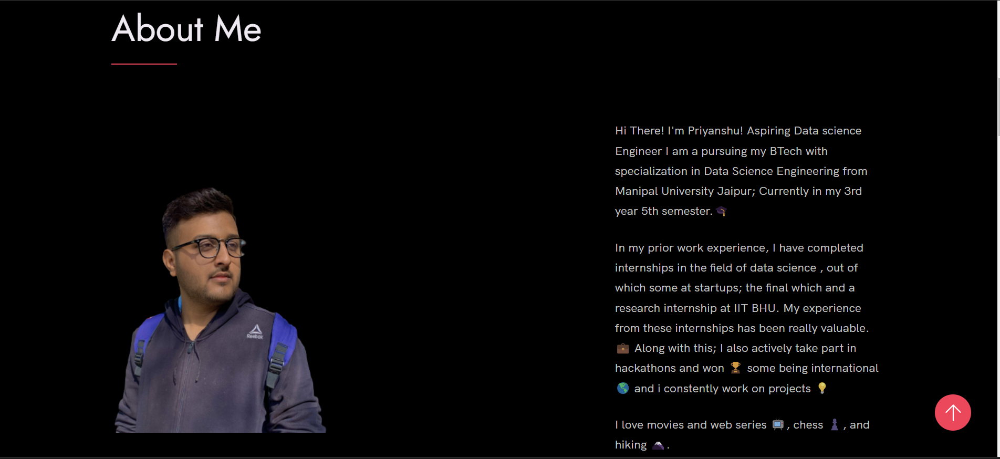 About Me
Hi There! I'm Priyanshu! Aspiring Data science
Engineer I am a pursuing my BTech with
specialization in Data Science Engineering from
Manipal University Jaipur; Currently in my 3rd
year 5th semester. 🎓
In my prior work experience, I have completed
internships in the field of data science , out of
which some at startups; the final which and a
research internship at IIT BHU. My experience
from these internships has been really valuable.
💼 Along with this; I also actively take part in
hackathons and won 🏆 some being international
🌎 and i constently work on projects 💡
I love movies and web series 📺 , chess ♟ , and
hiking 🏔 .
Reebok